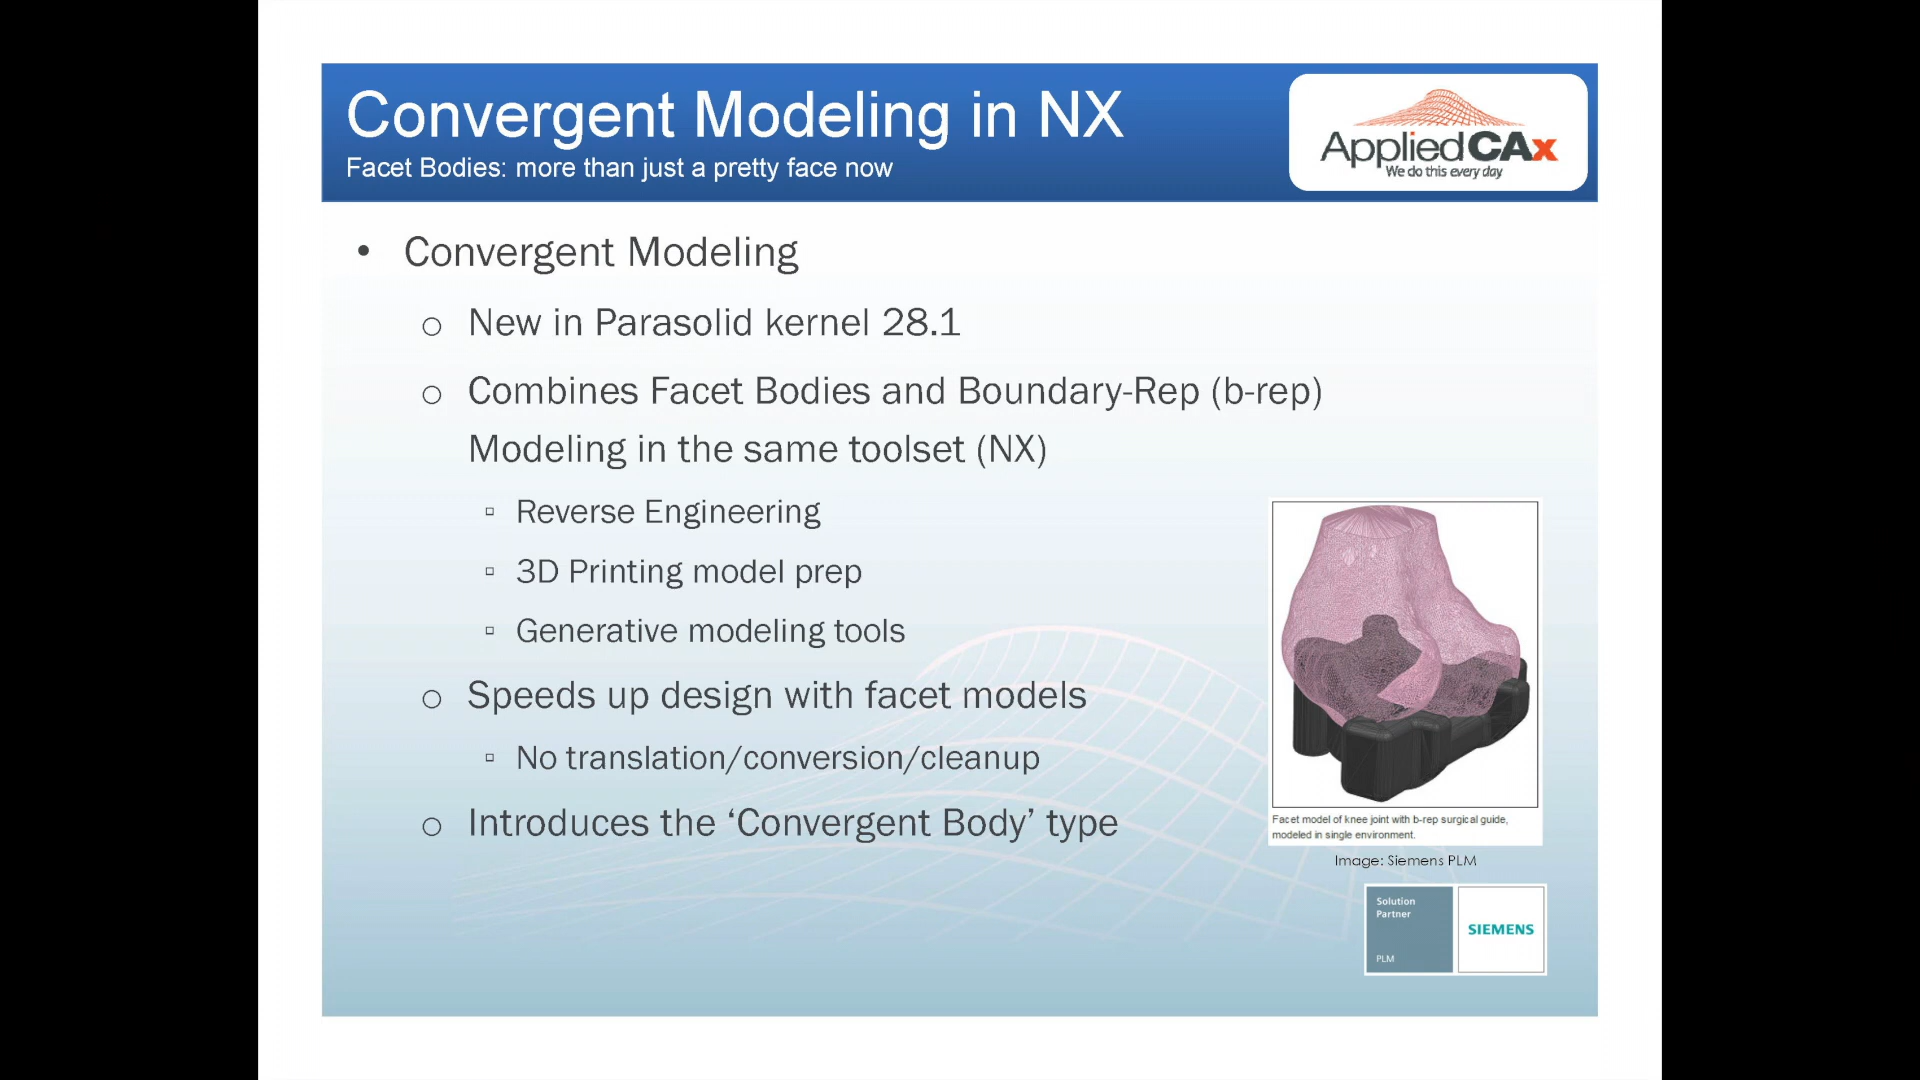 Convergent Modeling in NX
Facet Bodies: more than just a pretty face now
AppliedCAx
We do this every day
• Convergent Modeling
o New in Parasolid kernel 28.1
o Combines Facet Bodies and Boundary-Rep (b-rep)
Modeling in the same toolset (NX)
▫ Reverse Engineering
▫ 3D Printing model prep
▫ Generative modeling tools
o Speeds up design with facet models
▫ No translation/conversion/cleanup
o Introduces the ‘Convergent Body’ type
Facet model of knee joint with b-rep surgical guide,
modeled in single environment.
Image: Siemens PLM
Solution
Partner
SIEMENS
PLM